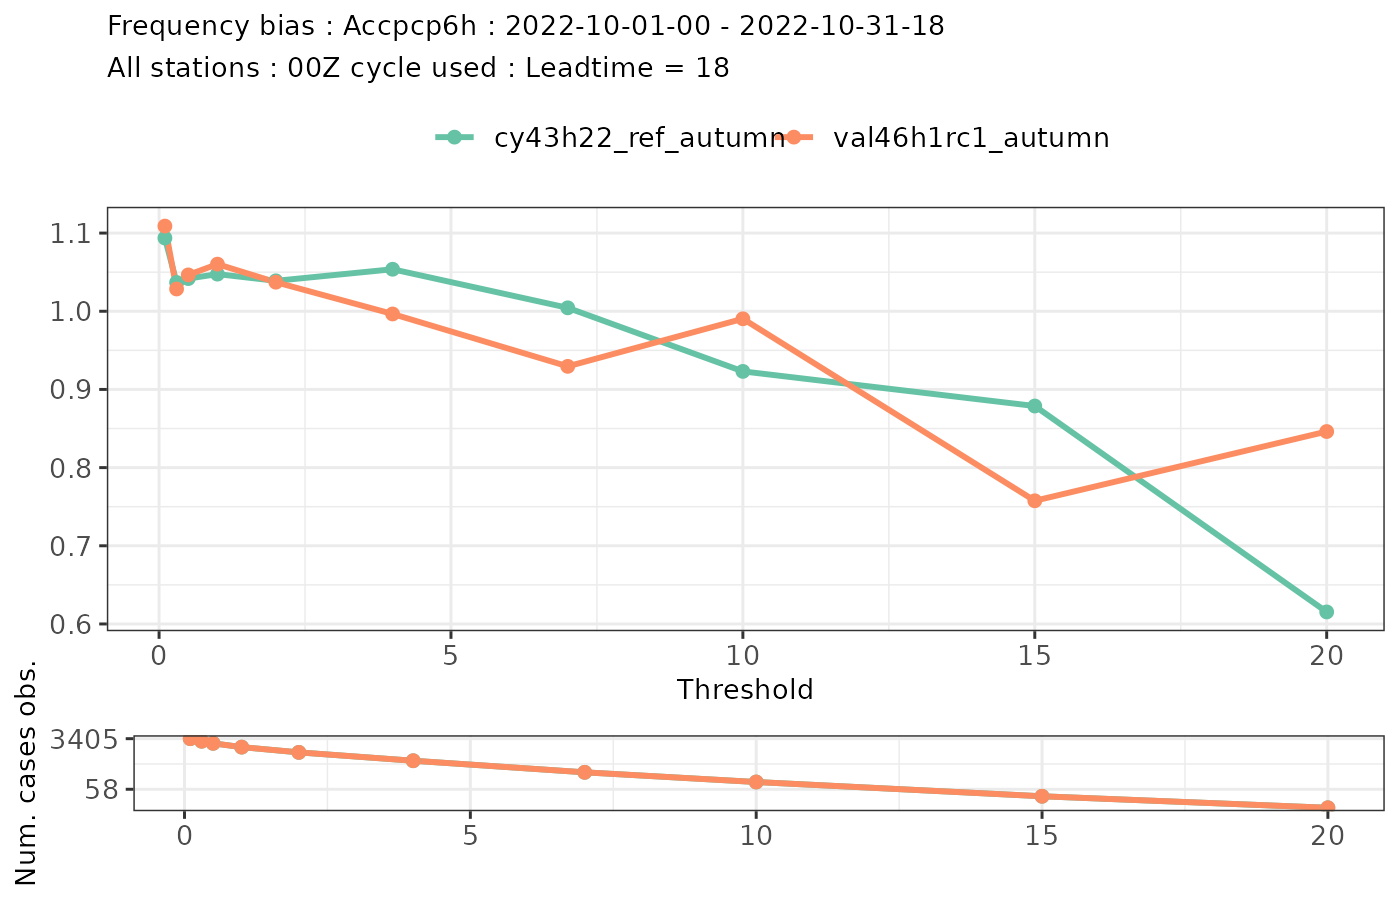 Frequency bias : Accpcp6h : 2022-10-01-00 - 2022-10-31-18
All stations : 00Z cycle used : Leadtime = 18
cy43h22_ref_autumn val46h1rc1_autumn
1.1
1.0
0.9
0.8
0.7
0.6
0 5 10 15 20
Threshold
Num. cases obs.
3405
58
0 5 10 15 20